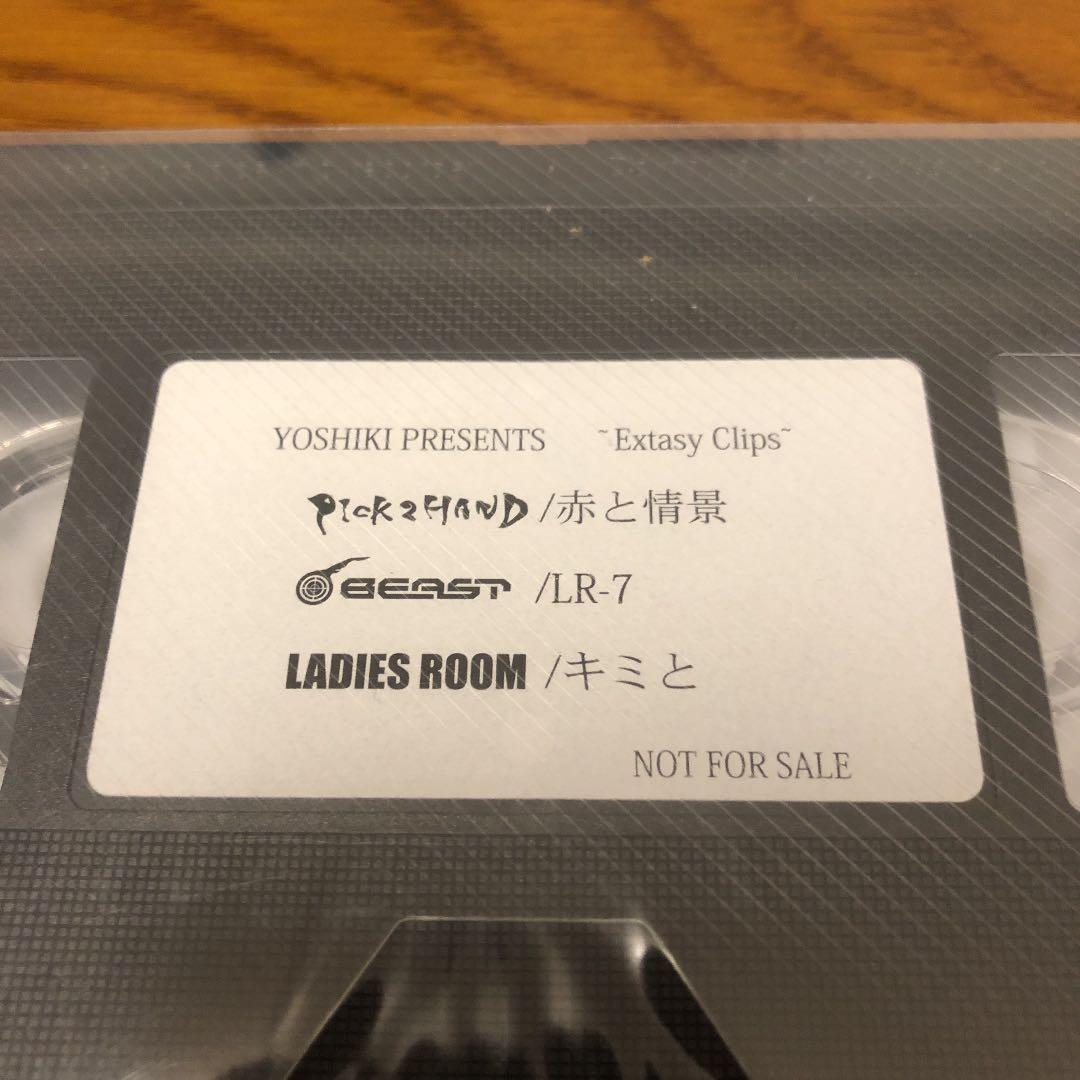 YOSHIKI PRESENTS ~Extasy Clips~
PICK2HAND /赤と情景
BEAST /LR-7
LADIES ROOM /キミと
NOT FOR SALE